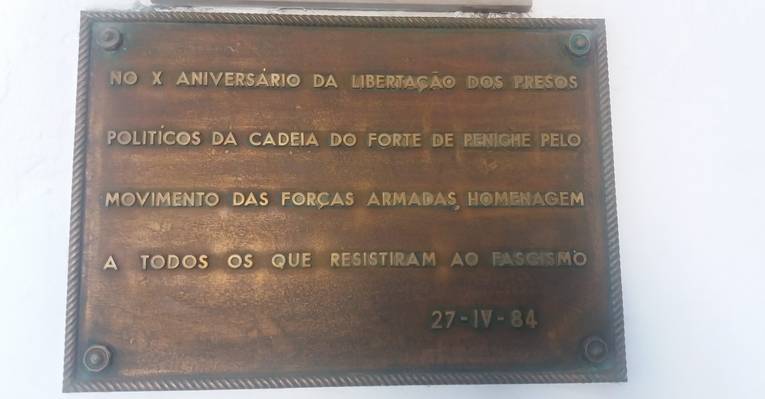 NO X ANIVERSÁRIO DA LIBERTAÇÃO DOS PRESOS
POLITÍCOS DA CADEIA DO FORTE DE PENICHE PELO
MOVIMENTO DAS FORÇAS ARMADAS, HOMENAGEM
A TODOS OS QUE RESISTIRAM AO FASCISMO
27-IV-84